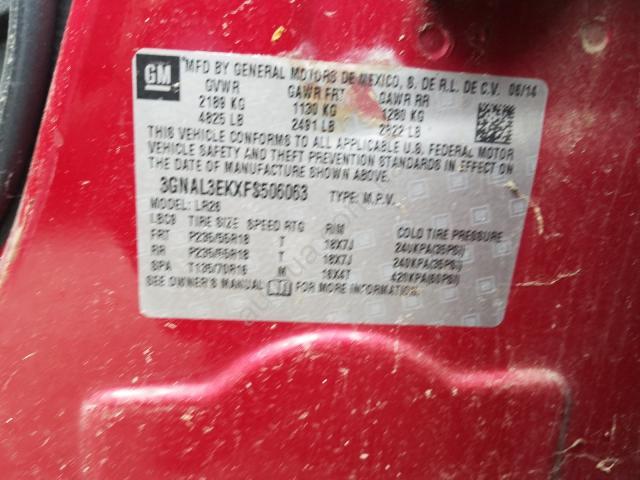 GM
*MFD BY GENERAL MOTORS DE MEXICO, S. DE R.L. DE C.V. 06/14
GVWR GAWR FRT GAWR RR
2189 KG 1130 KG 1280 KG
4825 LB 2491 LB 2822 LB
THIS VEHICLE CONFORMS TO ALL APPLICABLE U.S. FEDERAL MOTOR
VEHICLE SAFETY AND THEFT PREVENTION STANDARDS IN EFFECT ON
THE DATE OF MANUFACTURE SHOWN ABOVE.
3GNAL3EKXFS506063 TYPE: M.P.V.
MODEL: LR26
TIRE SIZE SPEED RTG RIM COLD TIRE PRESSURE
FRT P235/55R18 T 18X7J 240KPA(35PSI)
RR P235/55R18 T 18X7J 240KPA(35PSI)
SPA T135/70R16 M 16X4T 420KPA(60PSI)
SEE OWNER'S MANUAL FOR MORE INFORMATION.